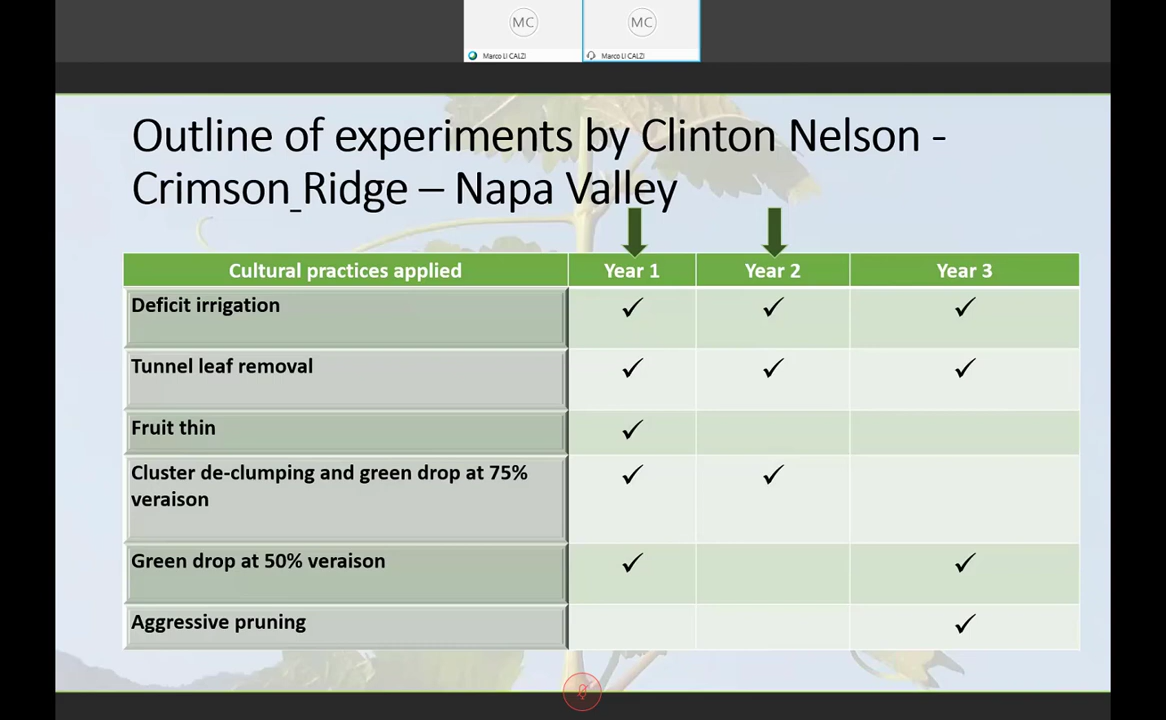 MC MC
Marco LI CALZI Marco LI CALZI
Outline of experiments by Clinton Nelson -
Crimson Ridge – Napa Valley
Cultural practices applied Year 1 Year 2 Year 3
Deficit irrigation ✓ ✓ ✓
Tunnel leaf removal ✓ ✓ ✓
Fruit thin ✓
Cluster de-clumping and green drop at 75% ✓ ✓
veraison
Green drop at 50% veraison ✓ ✓
Aggressive pruning ✓